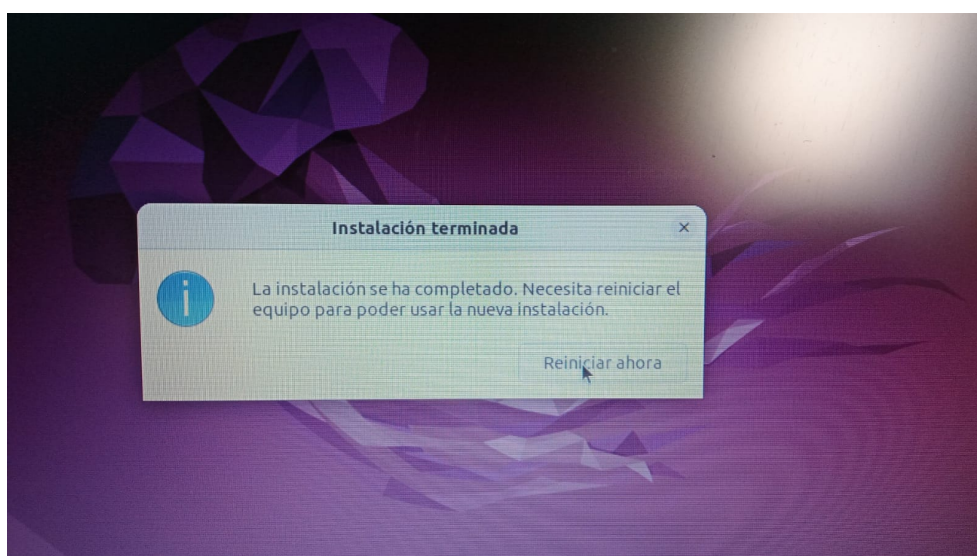 Instalación terminada
La instalación se ha completado. Necesita reiniciar el
equipo para poder usar la nueva instalación.
Reiniciar ahora